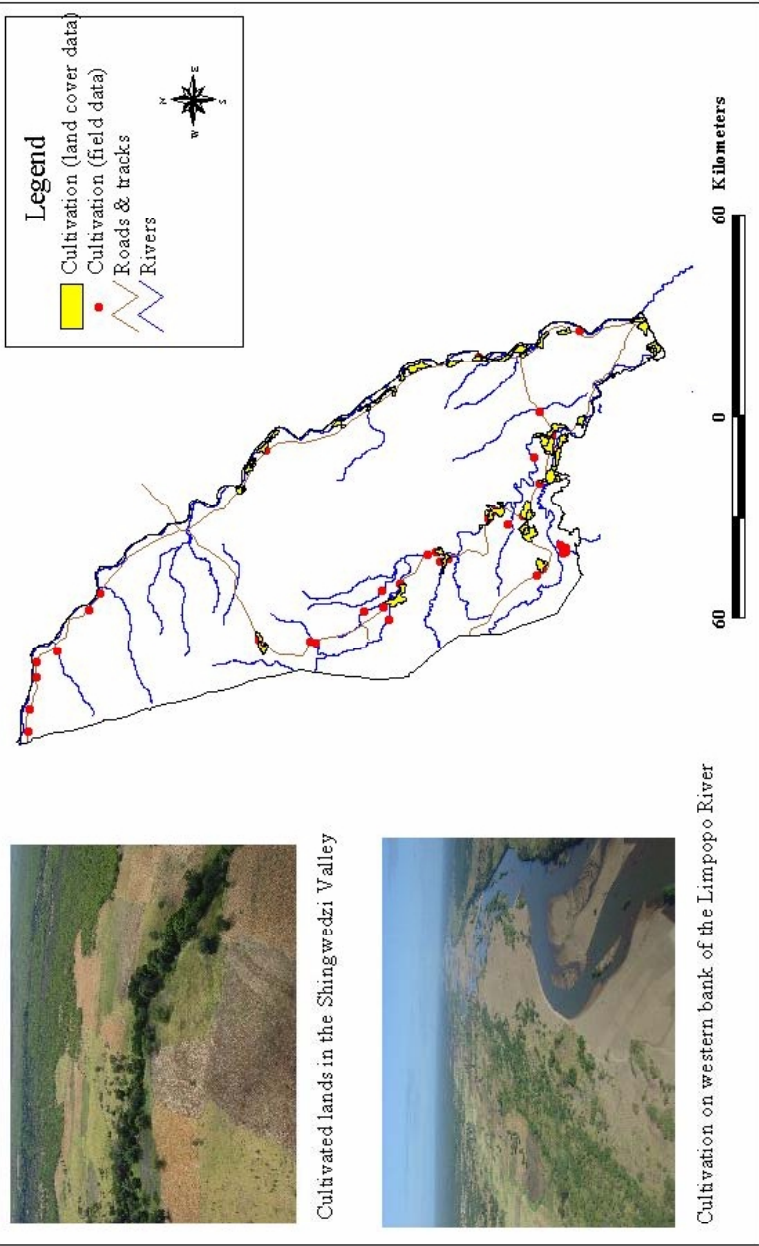 Legend
Cultivation (land cover data)
Cultivation (field data)
Roads & tracks
Rivers
N
W
E
S
60
0
60 Kilometers
Cultivated lands in the Shingwedzi Valley
Cultivation on western bank of the Limpopo River